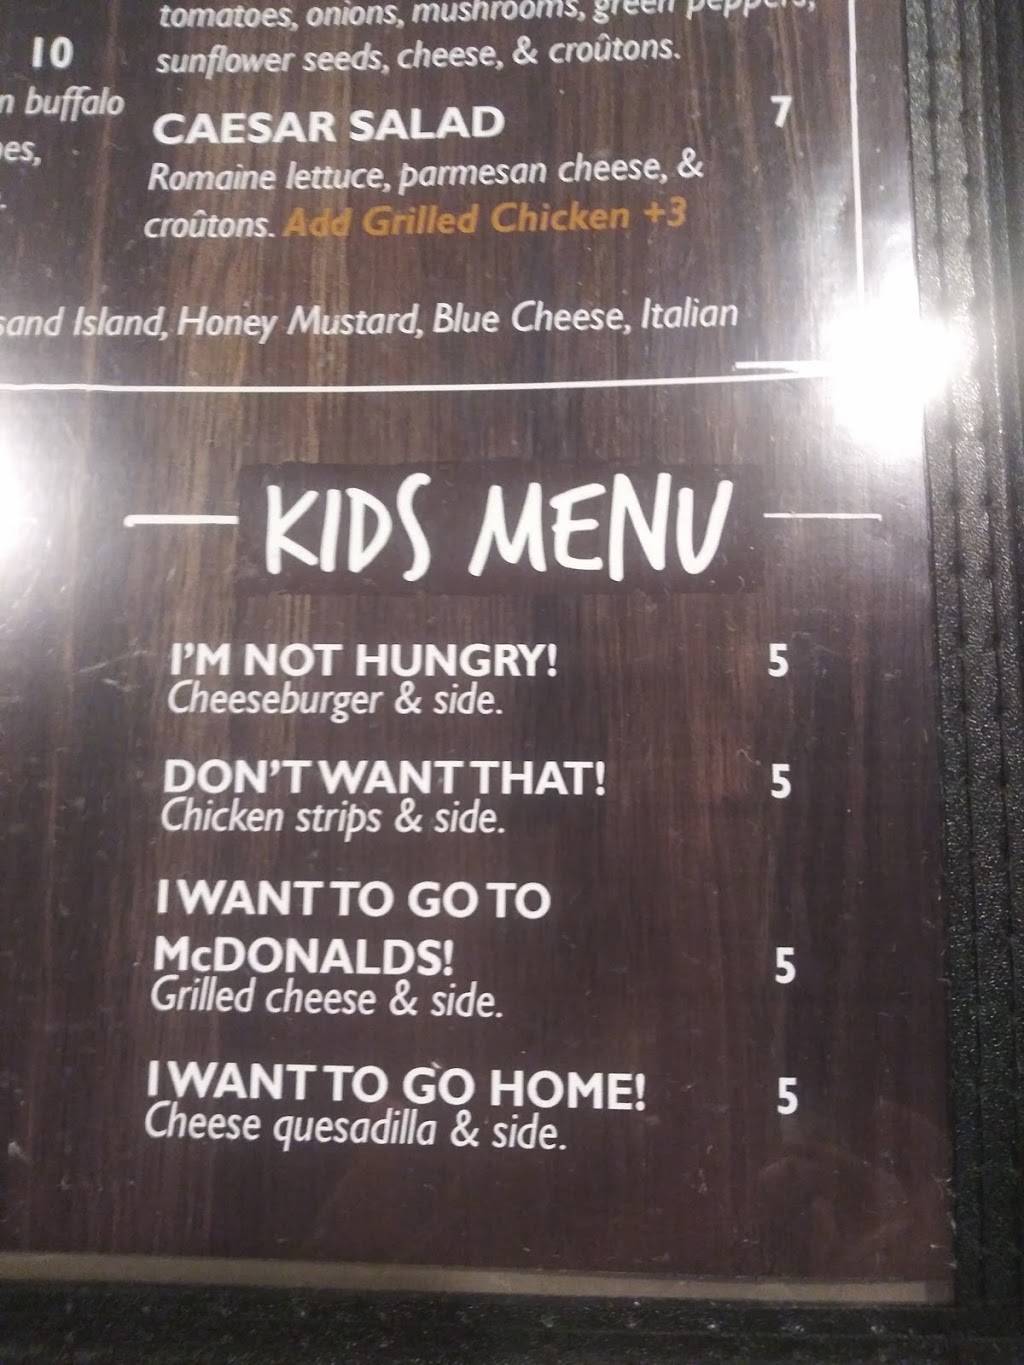 tomatoes, onions, mushrooms, green peppers,
10
sunflower seeds, cheese, & croûtons.
buffalo
CAESAR SALAD 7
Romaine lettuce, parmesan cheese, &
croûtons. Add Grilled Chicken +3
sand Island, Honey Mustard, Blue Cheese, Italian
KIDS MENU
I'M NOT HUNGRY! 5
Cheeseburger & side.
DON'T WANT THAT! 5
Chicken strips & side.
I WANT TO GO TO
McDONALDS! 5
Grilled cheese & side.
I WANT TO GO HOME! 5
Cheese quesadilla & side.